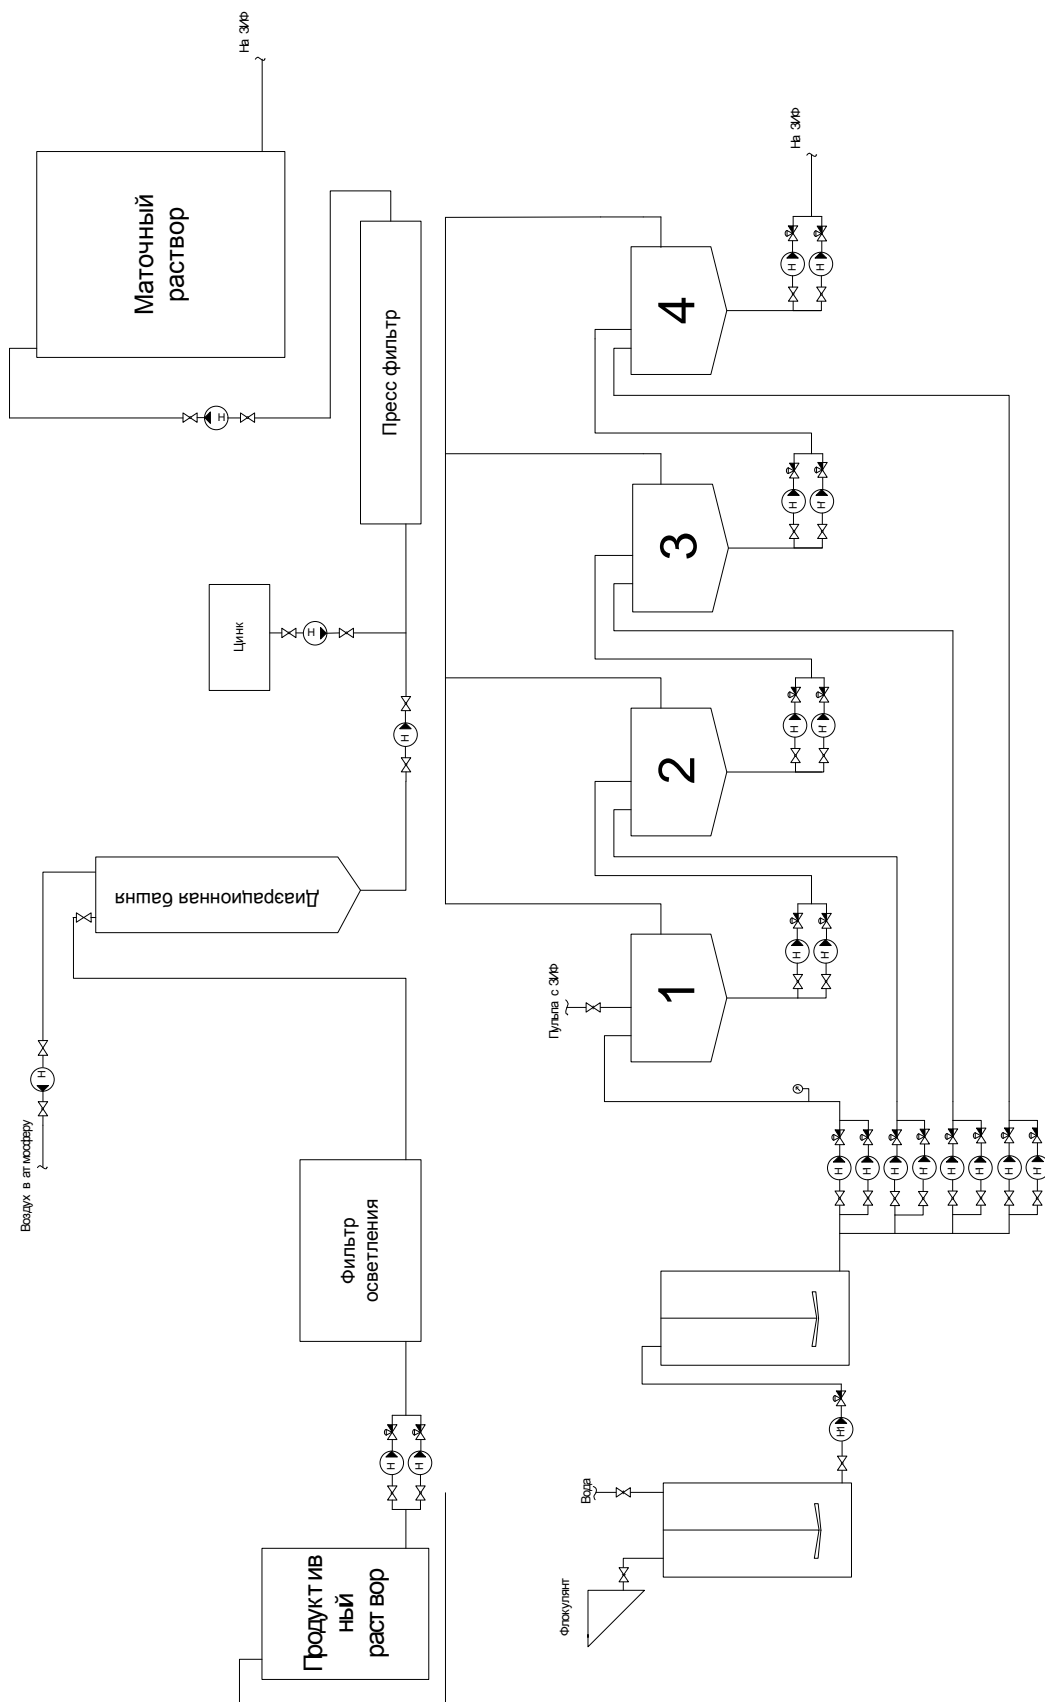 На ЗИФ
Маточный
раствор
Н
Пресс фильтр
Цинк
Н
Н
Диаэрационная башня
Воздух в атмосферу
Н
Фильтр
осветления
Н
Н
Продуктив
ный
раствор
На ЗИФ
4
Н
Н
3
Н
Н
2
Н
Н
Пульпа с ЗИФ
1
Н
Н
Н
Н
Н
Н
Н
Н
Н
Н
Н1
Вода
Флокулянт